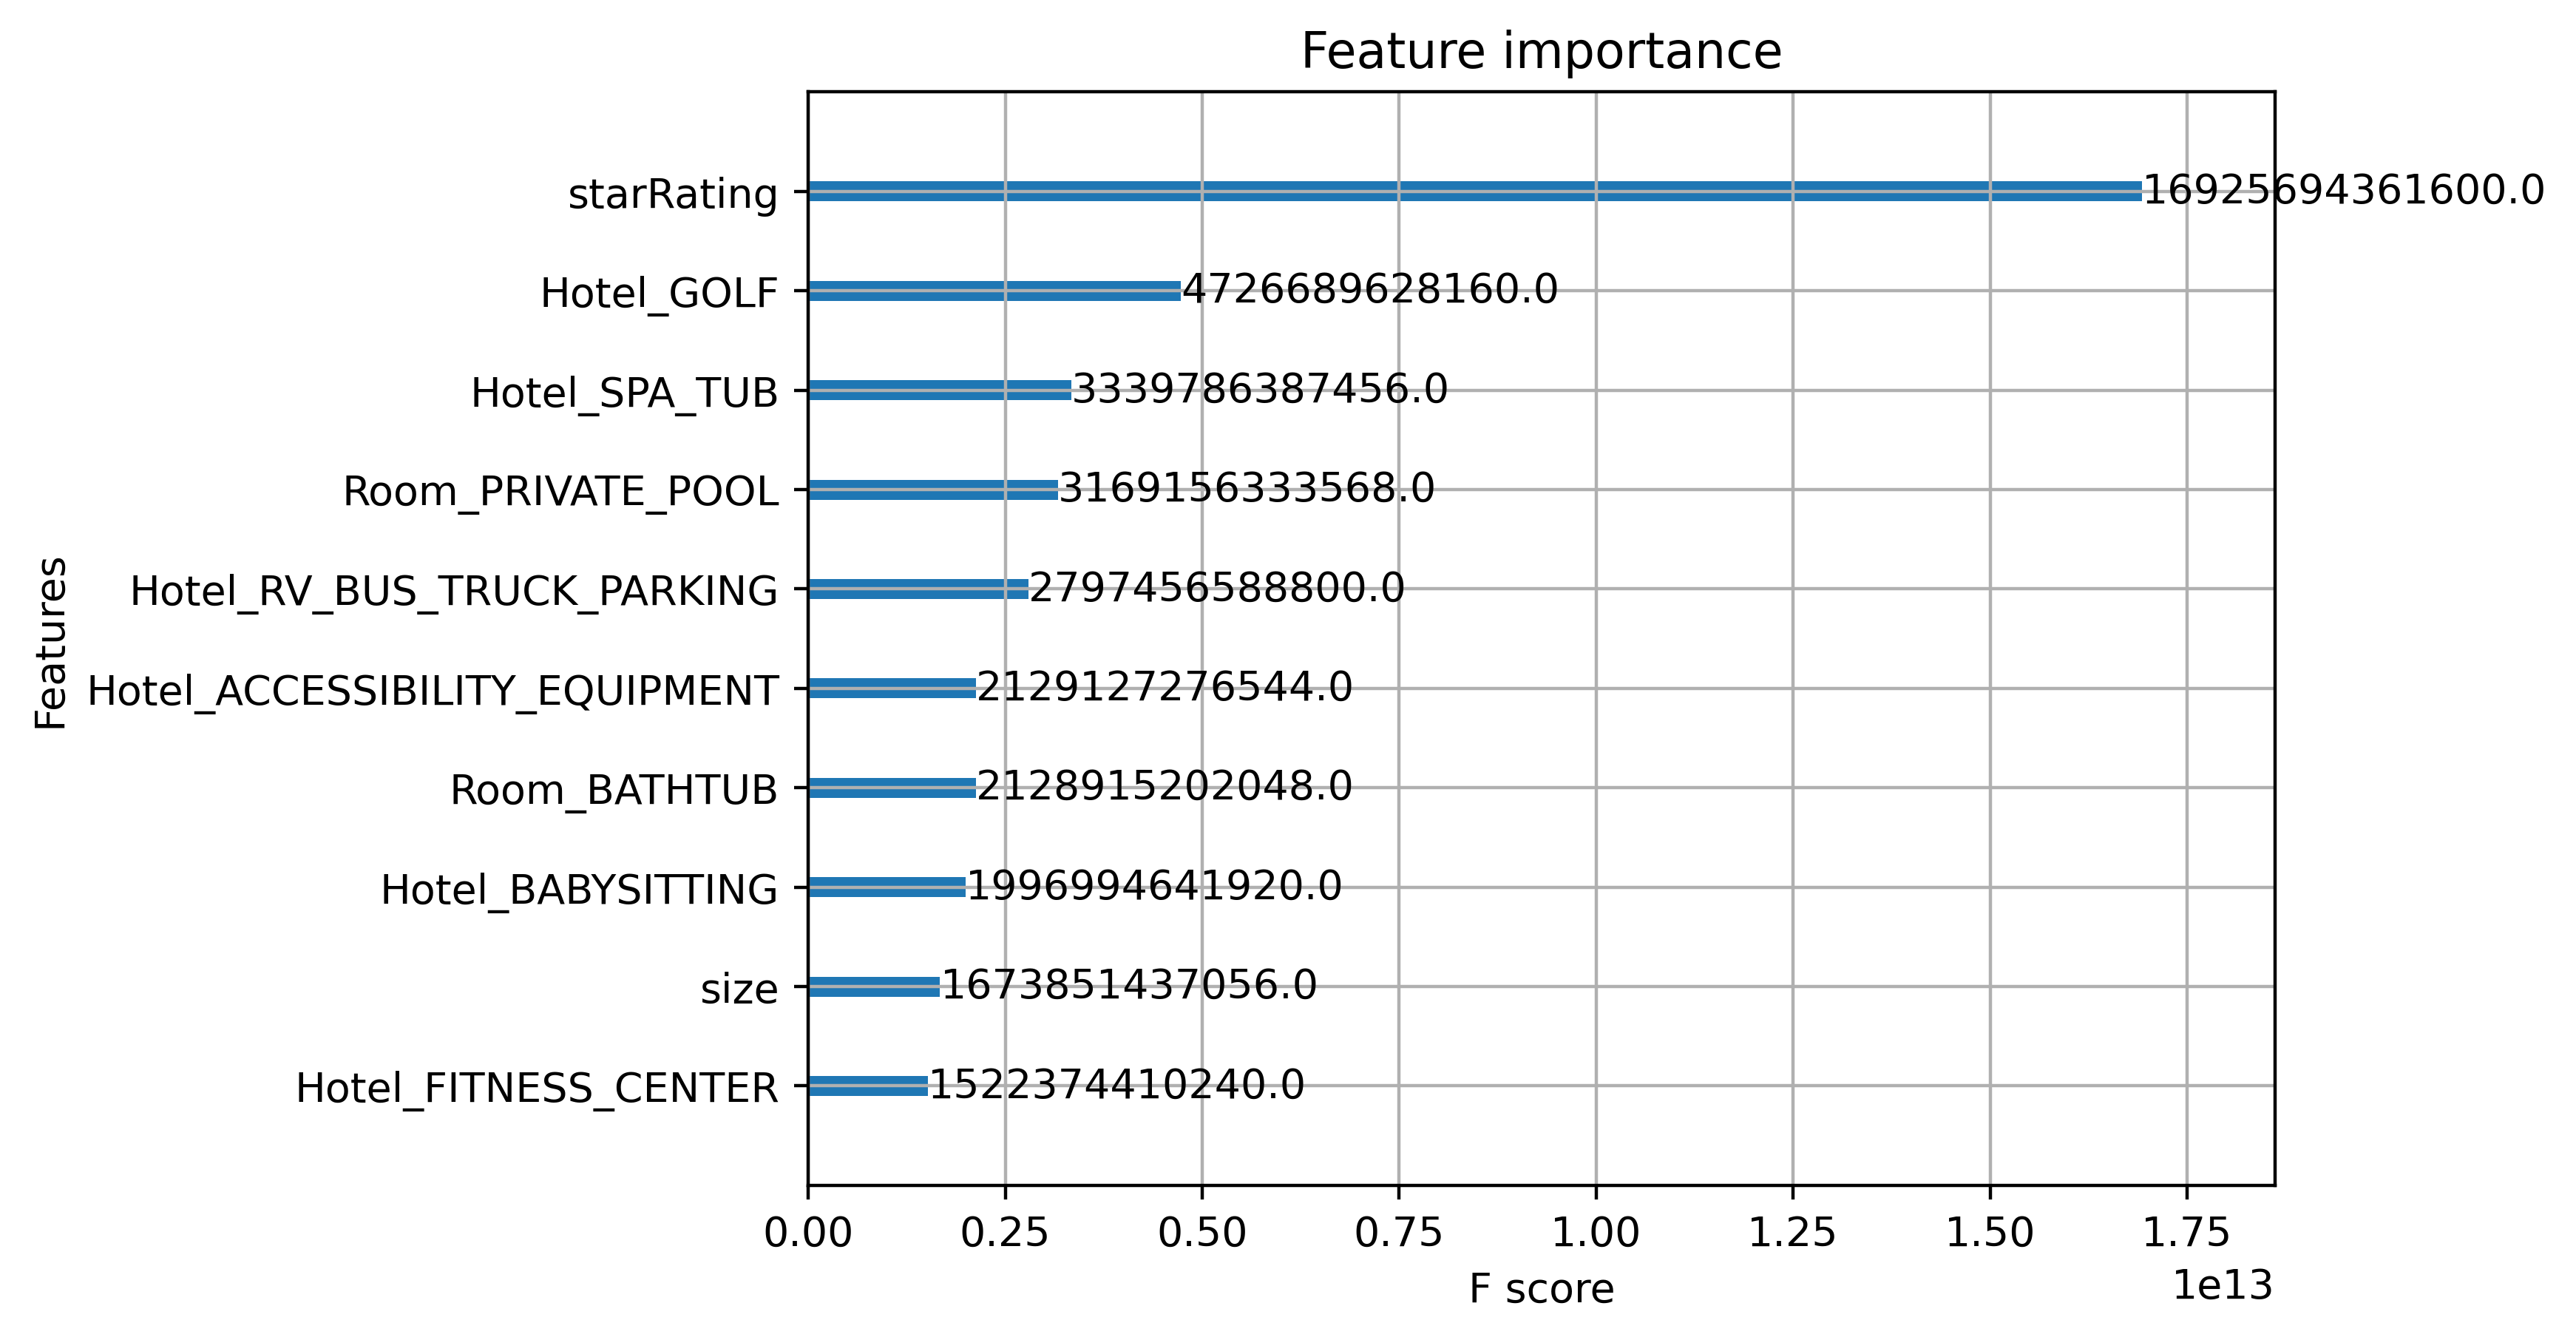 Feature importance
starRating
16925694361600.0
Hotel_GOLF
4726689628160.0
Hotel_SPA_TUB
3339786387456.0
Room_PRIVATE_POOL
3169156333568.0
Hotel_RV_BUS_TRUCK_PARKING
2797456588800.0
Hotel_ACCESSIBILITY_EQUIPMENT
2129127276544.0
Room_BATHTUB
2128915202048.0
Hotel_BABYSITTING
1996994641920.0
size
1673851437056.0
Hotel_FITNESS_CENTER
1522374410240.0
Features
0.00 0.25 0.50 0.75 1.00 1.25 1.50 1.75
1e13
F score